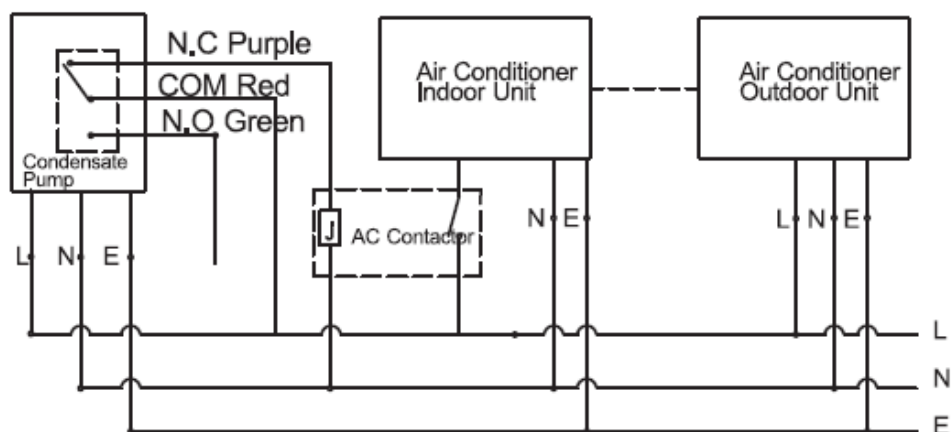 N.C Purple
COM Red
N.O Green
Condensate
Pump
Air Conditioner
Indoor Unit
Air Conditioner
Outdoor Unit
J
AC Contactor
L N E
N E
L N E
L
N
E